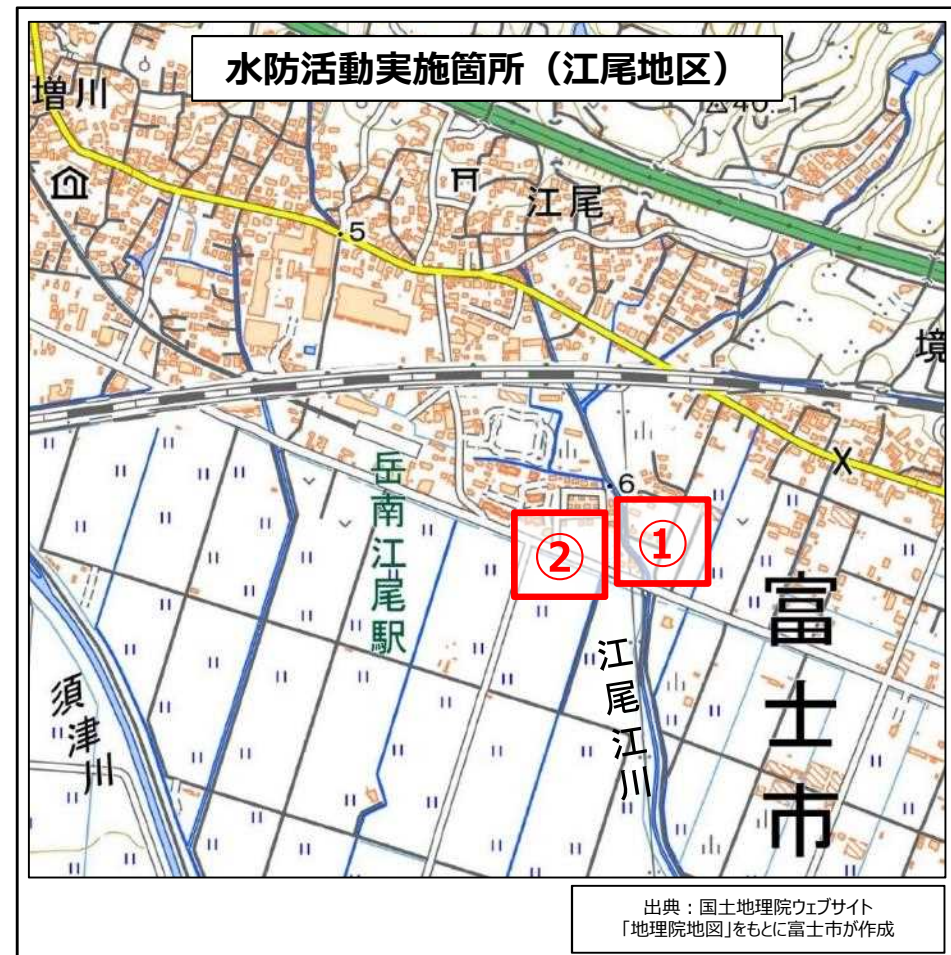 水防活動実施箇所（江尾地区）
増川
江尾
5
境
岳南江尾駅
6
②
①
富士市
江尾江川
須津川
出典：国土地理院ウェブサイト
「地理院地図」をもとに富士市が作成